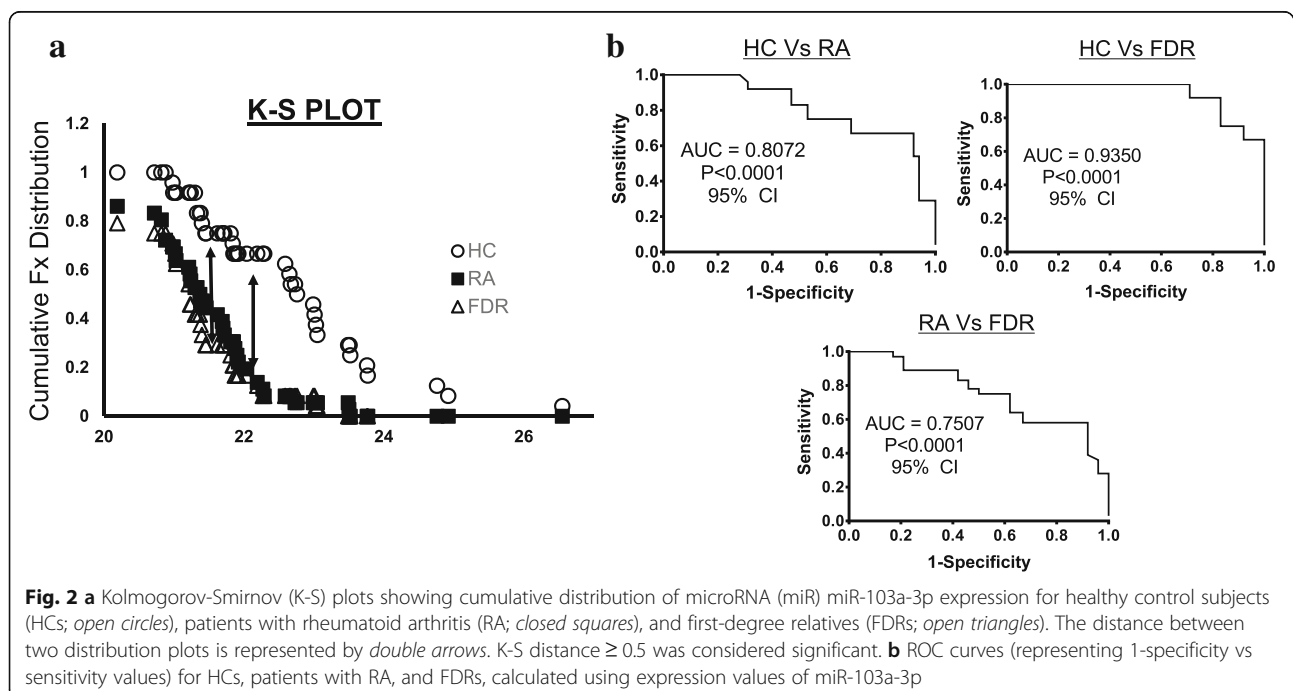 a
K-S PLOT
Cumulative Fx Distribution
1.2
1
0.8
0.6
0.4
0.2
0
20
22
24
26
HC
RA
FDR
b
HC Vs RA
Sensitivity
1.0
0.8
0.6
0.4
0.2
0.0
AUC = 0.8072
P<0.0001
95% CI
0.0 0.2 0.4 0.6 0.8 1.0
1-Specificity
HC Vs FDR
Sensitivity
1.0
0.8
0.6
0.4
0.2
0.0
AUC = 0.9350
P<0.0001
95% CI
0.0 0.2 0.4 0.6 0.8 1.0
1-Specificity
RA Vs FDR
Sensitivity
1.0
0.8
0.6
0.4
0.2
0.0
AUC = 0.7507
P<0.0001
95% CI
0.0 0.2 0.4 0.6 0.8 1.0
1-Specificity
Fig. 2 a Kolmogorov-Smirnov (K-S) plots showing cumulative distribution of microRNA (miR) miR-103a-3p expression for healthy control subjects
(HCs; open circles), patients with rheumatoid arthritis (RA; closed squares), and first-degree relatives (FDRs; open triangles). The distance between
two distribution plots is represented by double arrows. K-S distance ≥ 0.5 was considered significant. b ROC curves (representing 1-specificity vs
sensitivity values) for HCs, patients with RA, and FDRs, calculated using expression values of miR-103a-3p